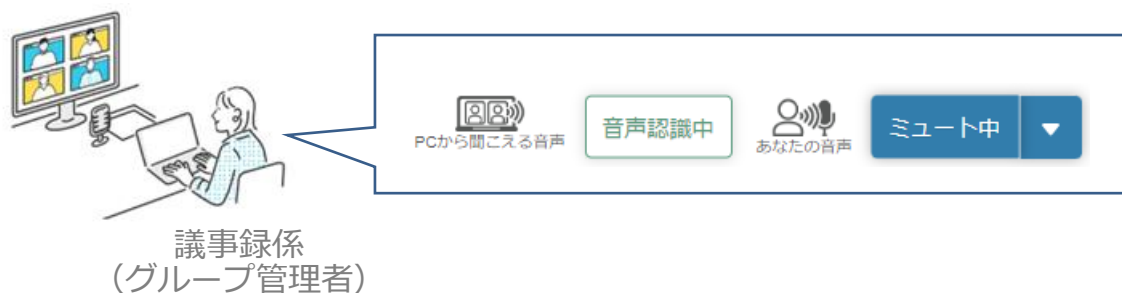 PCから聞こえる音声
音声認識中
あなたの音声
ミュート中
議事録係
（グループ管理者）